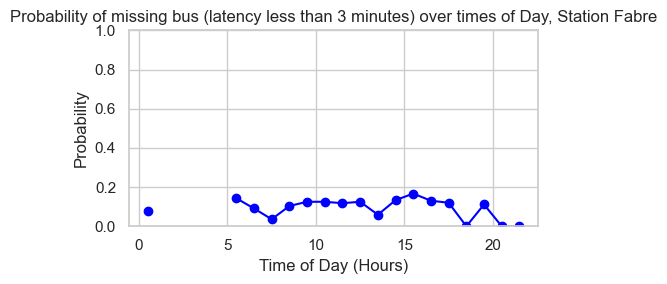 Probability of missing bus (latency less than 3 minutes) over times of Day, Station Fabre
1.0
0.8
0.6
0.4
0.2
0.0
Probability
0 5 10 15 20
Time of Day (Hours)